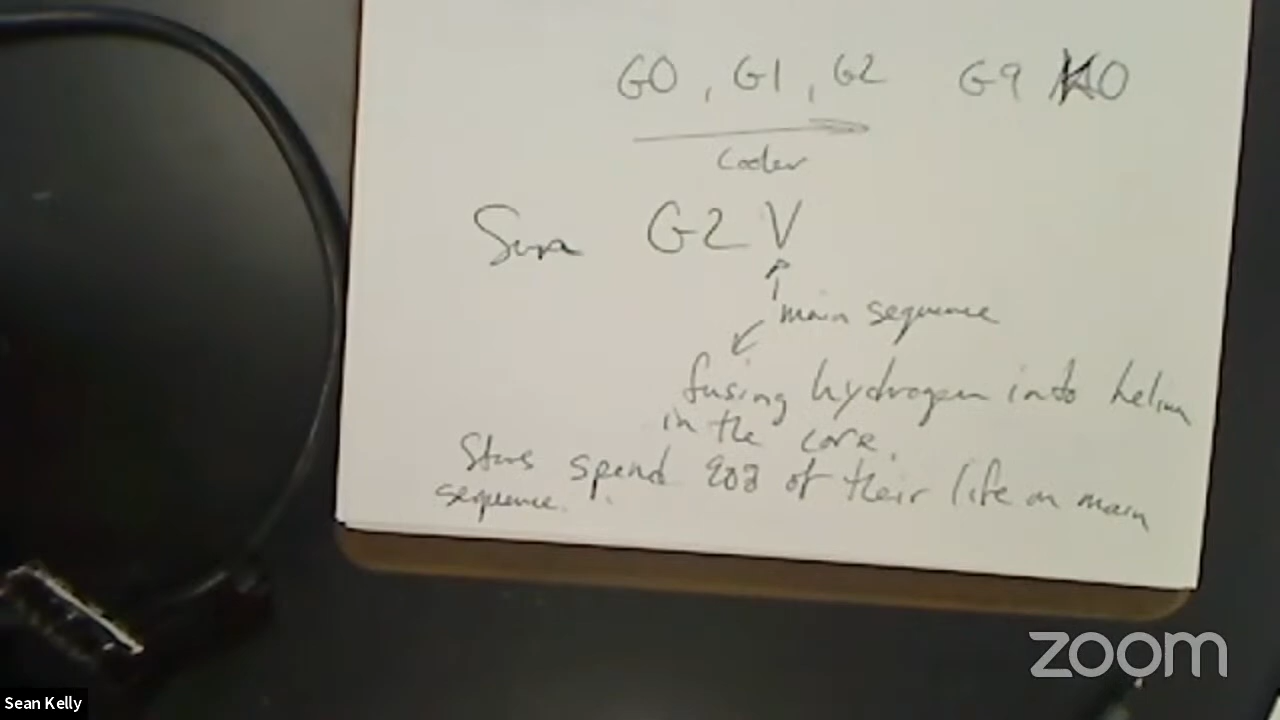 G0, G1, G2 G9 K0
cooler
Sun G2 V
main sequence
fusing hydrogen into helium
in the core.
Stars spend 90% of their life on main
sequence.
zoom
Sean Kelly